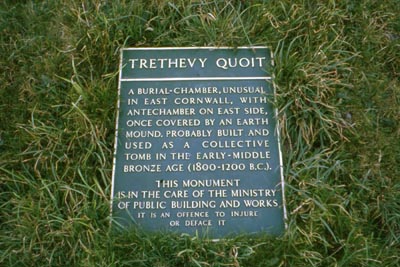 TRETHEVY QUOIT
A BURIAL-CHAMBER, UNUSUAL
IN EAST CORNWALL, WITH
ANTECHAMBER ON EAST SIDE,
ONCE COVERED BY AN EARTH
MOUND. PROBABLY BUILT AND
USED AS A COLLECTIVE
TOMB IN THE EARLY-MIDDLE
BRONZE AGE (1800-1200 B.C.).
THIS MONUMENT
IS IN THE CARE OF THE MINISTRY
OF PUBLIC BUILDING AND WORKS
IT IS AN OFFENCE TO INJURE
OR DEFACE IT